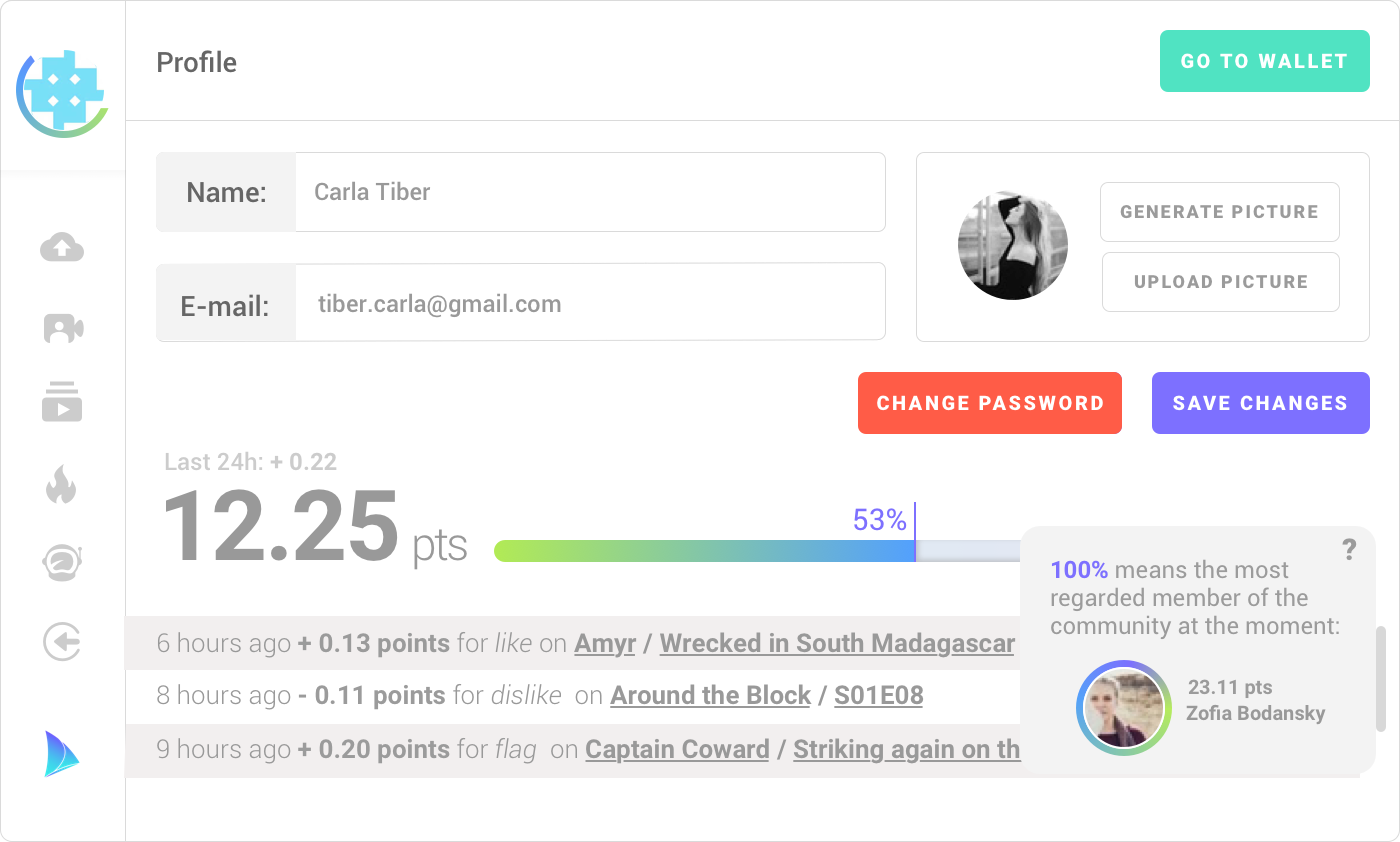 Profile
GO TO WALLET
Name:
Carla Tiber
GENERATE PICTURE
E-mail:
tiber.carla@gmail.com
UPLOAD PICTURE
CHANGE PASSWORD
SAVE CHANGES
Last 24h: + 0.22
12.25 pts
53%
?
100% means the most
regarded member of the
community at the moment:
23.11 pts
Zofia Bodansky
6 hours ago + 0.13 points for like on Amyr / Wrecked in South Madagascar
8 hours ago - 0.11 points for dislike on Around the Block / S01E08
9 hours ago + 0.20 points for flag on Captain Coward / Striking again on th